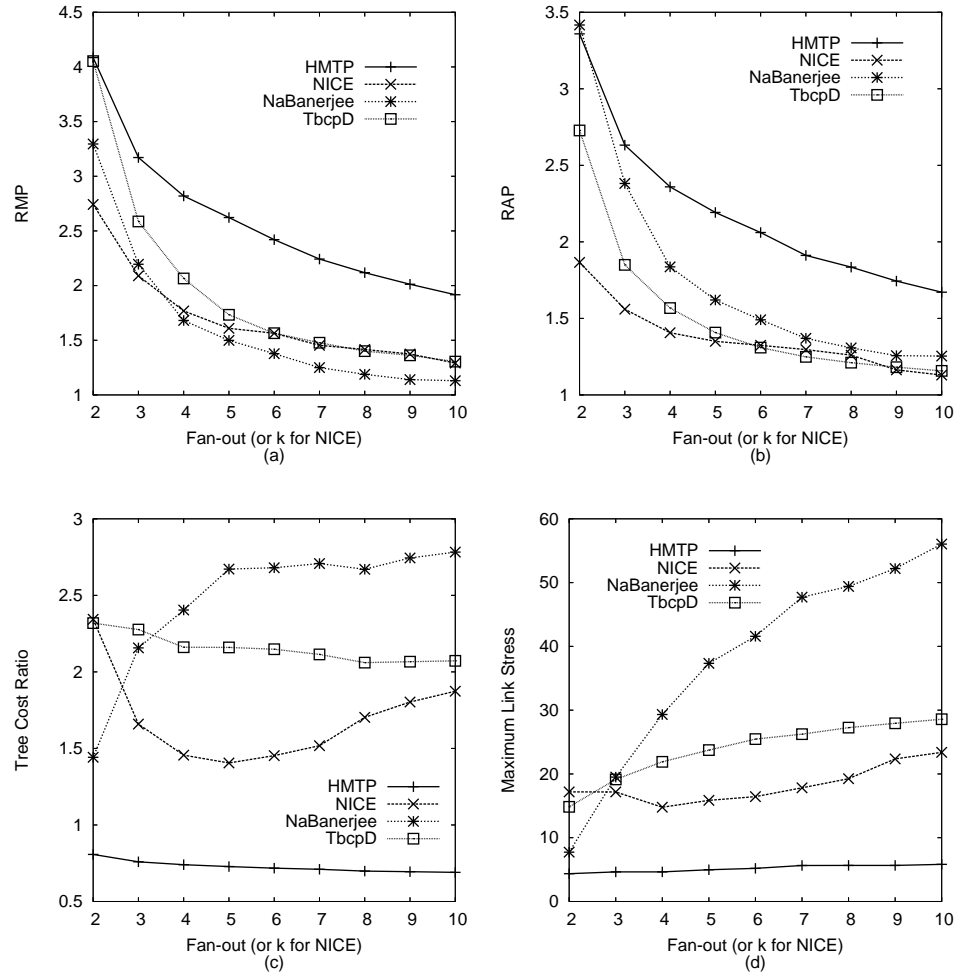 4.5
4
3.5
3
2.5
2
1.5
1
RMP
HMTP
NICE
NaBanerjee
TbcpD
2 3 4 5 6 7 8 9 10
Fan-out (or k for NICE)
(a)
3.5
3
2.5
2
1.5
1
RAP
HMTP
NICE
NaBanerjee
TbcpD
2 3 4 5 6 7 8 9 10
Fan-out (or k for NICE)
(b)
3
2.5
2
1.5
1
0.5
Tree Cost Ratio
HMTP
NICE
NaBanerjee
TbcpD
2 3 4 5 6 7 8 9 10
Fan-out (or k for NICE)
(c)
60
50
40
30
20
10
0
Maximum Link Stress
HMTP
NICE
NaBanerjee
TbcpD
2 3 4 5 6 7 8 9 10
Fan-out (or k for NICE)
(d)